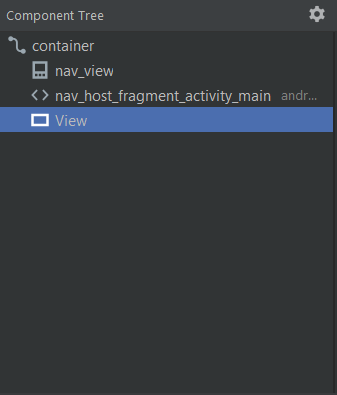 Component Tree
container
nav_view
nav_host_fragment_activity_main andr...
View